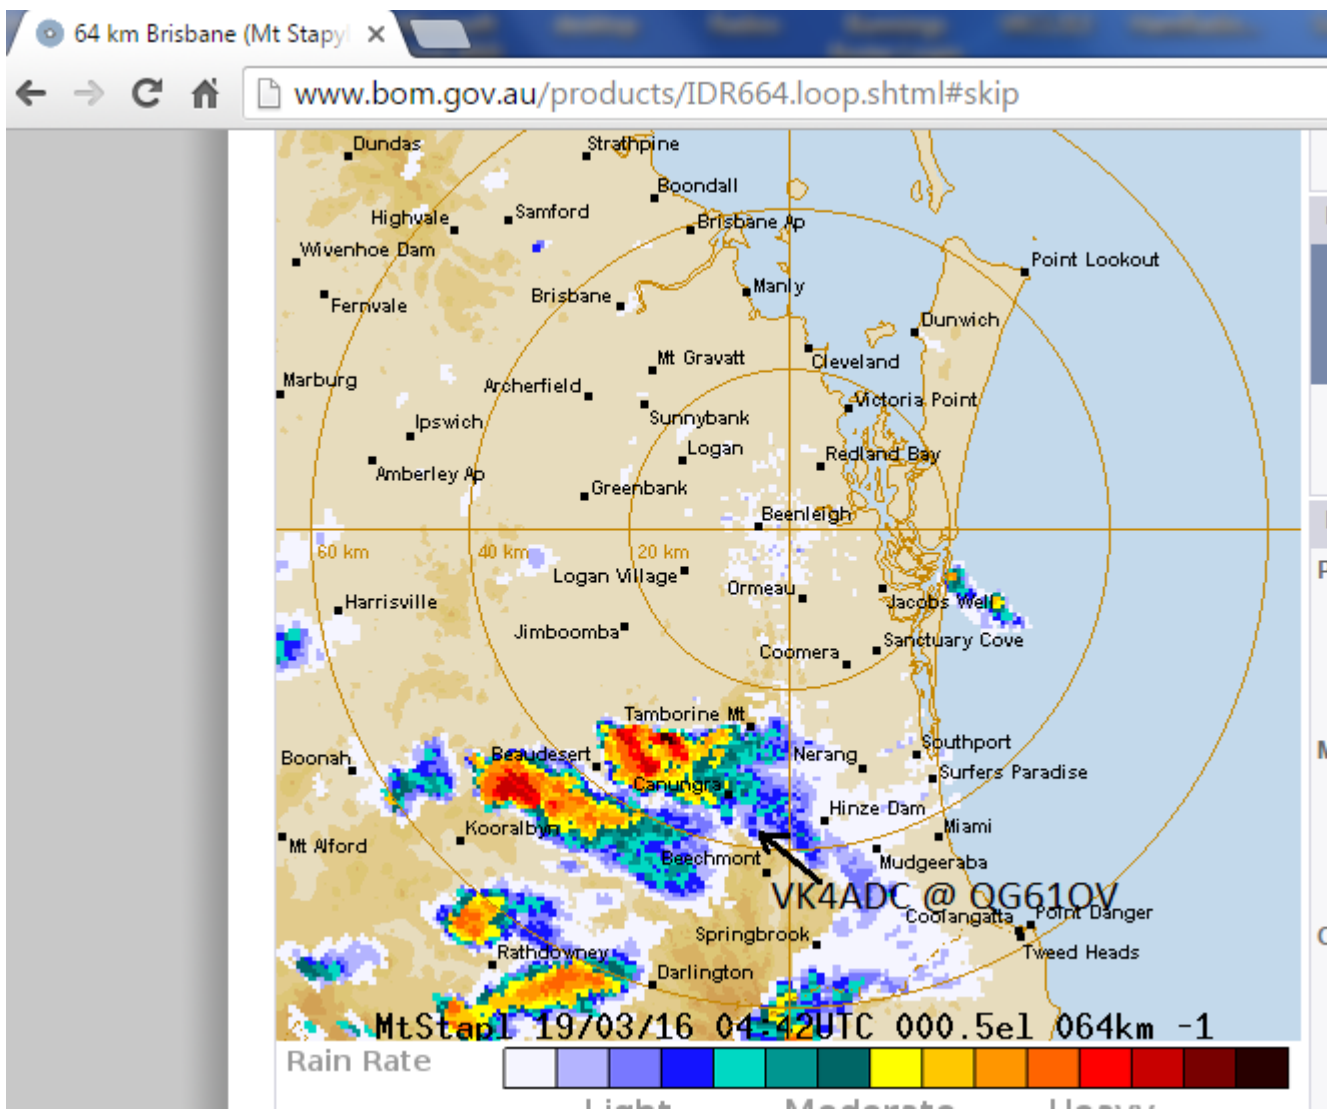 64 km Brisbane (Mt Stapyl
www.bom.gov.au/products/IDR664.loop.shtml#skip
Dundas
Strathpine
Boondall
Highvale
Samford
Brisbane Ap
Wivenhoe Dam
Point Lookout
Fernvale
Brisbane
Manly
Dunwich
Mt Gravatt
Cleveland
Marburg
Archerfield
Victoria Point
Ipswich
Sunnybank
Logan
Redland Bay
Amberley Ap
Greenbank
Beenleigh
60 km
40 km
20 km
Logan Village
Ormeau
Jacobs Well
Harrisville
Jimboomba
Coomera
Sanctuary Cove
Tamborine Mt
Boonah
Beaudesert
Nerang
Southport
Surfers Paradise
Canungra
Hinze Dam
Kooralbyn
Miami
Mt Alford
Beechmont
Mudgeeraba
VK4ADC @ QG61OV
Coolangatta
Point Danger
Springbrook
Rathdowney
Tweed Heads
Darlington
MtStapl 19/03/16 04:42UTC 000.5el 064km -1
Rain Rate
Light
Moderate
Heavy